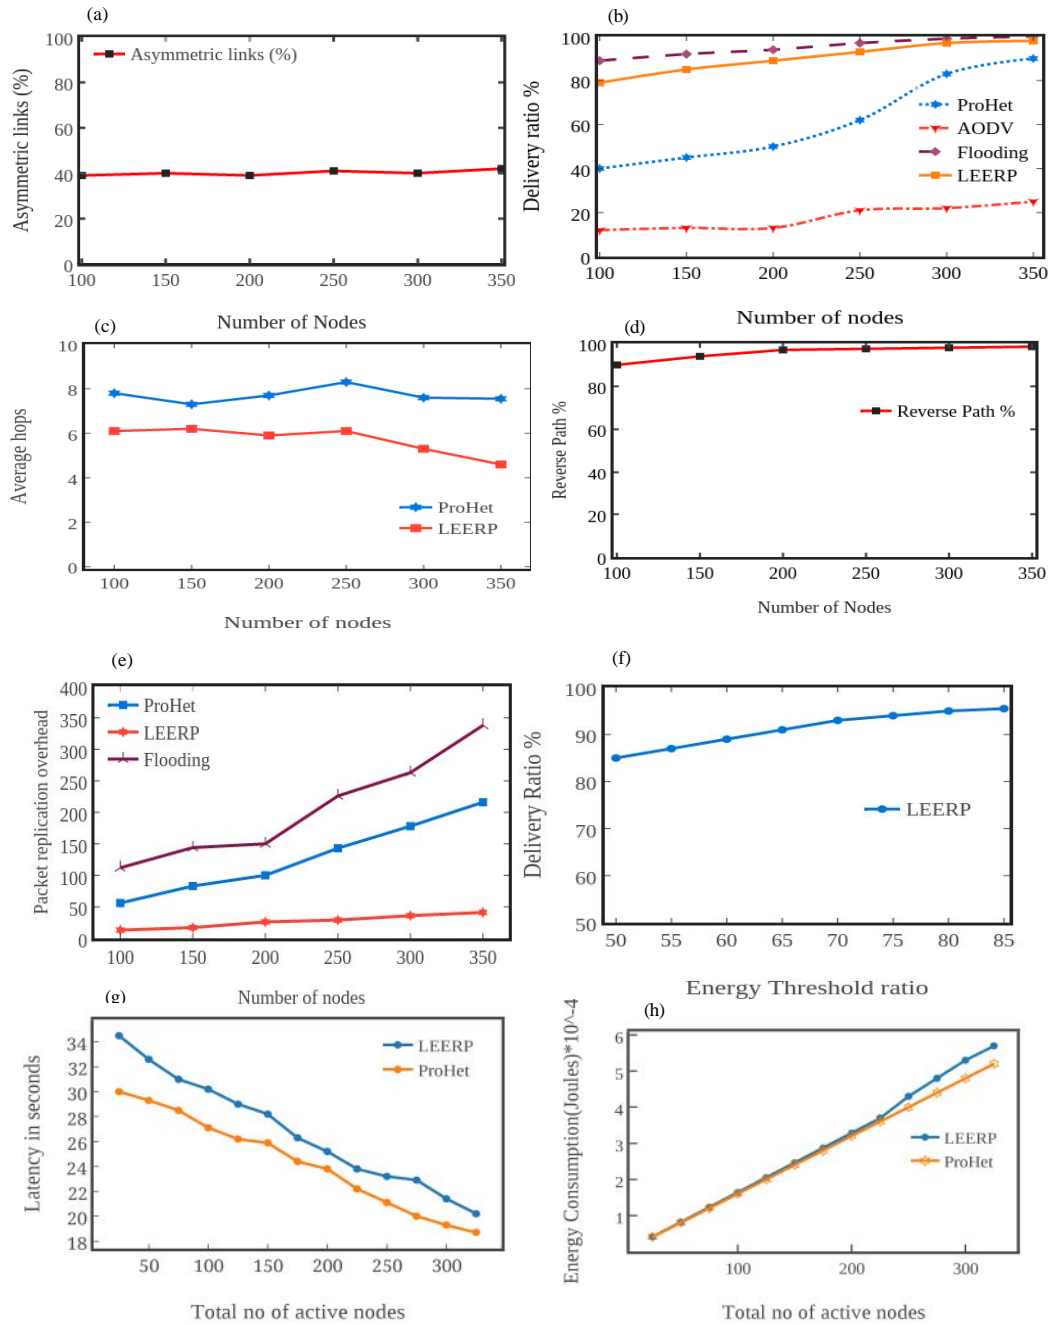 (a)
100
80
60
40
20
0
Asymmetric links (%)
Asymmetric links (%)
100 150 200 250 300 350
Number of Nodes
(b)
100
80
60
40
20
0
Delivery ratio %
ProHet
AODV
Flooding
LEERP
100 150 200 250 300 350
Number of nodes
(c)
10
8
6
4
2
0
Average hops
ProHet
LEERP
100 150 200 250 300 350
Number of nodes
(d)
100
80
60
40
20
0
Reverse Path %
Reverse Path %
100 150 200 250 300 350
Number of Nodes
(e)
400
350
300
250
200
150
100
50
0
Packet replication overhead
ProHet
LEERP
Flooding
100 150 200 250 300 350
Number of nodes
(f)
100
90
80
70
60
50
Delivery Ratio %
LEERP
50 55 60 65 70 75 80 85
Energy Threshold ratio
(g)
34
32
30
28
26
24
22
20
18
Latency in seconds
LEERP
ProHet
50 100 150 200 250 300
Total no of active nodes
(h)
6
5
4
3
2
1
Energy Consumption(Joules)*10^-4
LEERP
ProHet
100 200 300
Total no of active nodes